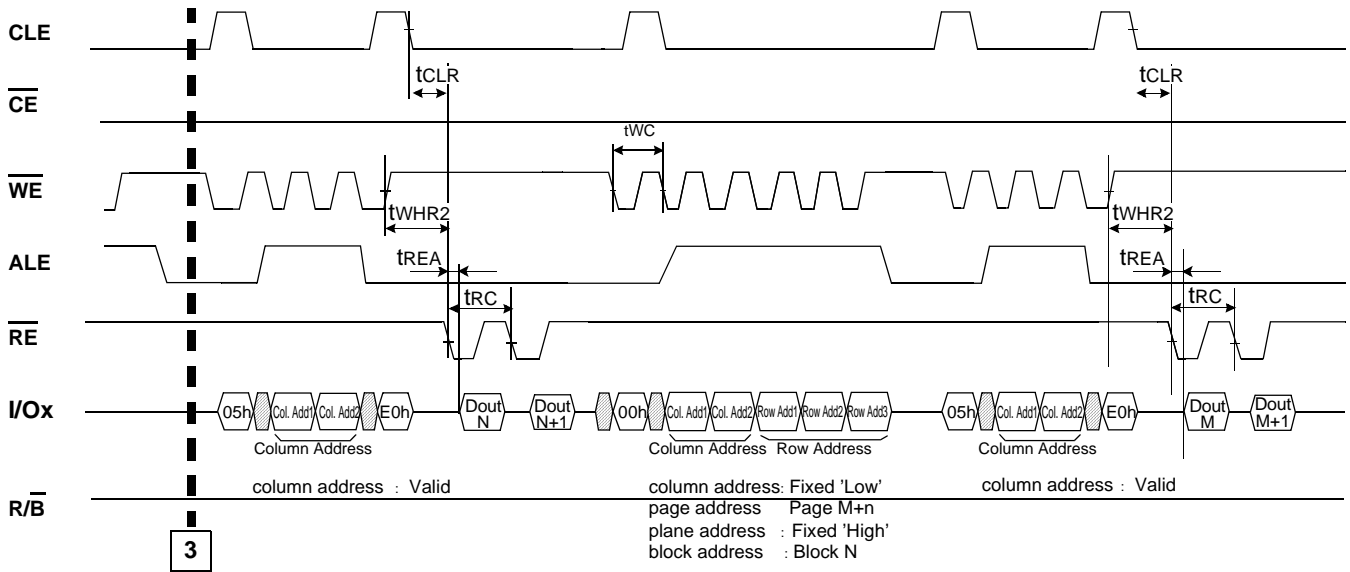 CLE
tCLR tCLR
CE
tWC
WE
tWHR2 tWHR2
ALE
tREA tREA
tRC tRC
RE
I/Ox 05h Col. Add1 Col. Add2 E0h Dout N Dout N+1 00h Col. Add1 Col. Add2 Row Add1 Row Add2 Row Add3 05h Col. Add1 Col. Add2 E0h Dout M Dout M+1
Column Address Column Address Row Address Column Address
column address : Valid column address: Fixed 'Low' column address : Valid
R/B page address Page M+n
plane address : Fixed 'High'
3 block address : Block N